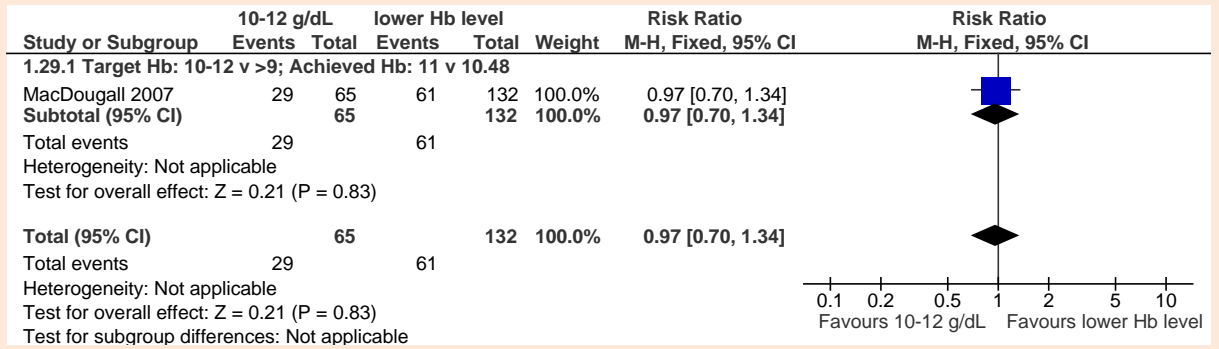 10-12 g/dL lower Hb level Risk Ratio Risk Ratio
Study or Subgroup Events Total Events Total Weight M-H, Fixed, 95% CI M-H, Fixed, 95% CI
1.29.1 Target Hb: 10-12 v >9; Achieved Hb: 11 v 10.48
MacDougall 2007 29 65 61 132 100.0% 0.97 [0.70, 1.34]
Subtotal (95% CI) 65 132 100.0% 0.97 [0.70, 1.34]
Total events 29 61
Heterogeneity: Not applicable
Test for overall effect: Z = 0.21 (P = 0.83)
Total (95% CI) 65 132 100.0% 0.97 [0.70, 1.34]
Total events 29 61
Heterogeneity: Not applicable
Test for overall effect: Z = 0.21 (P = 0.83)
Test for subgroup differences: Not applicable
0.1 0.2 0.5 1 2 5 10
Favours 10-12 g/dL Favours lower Hb level